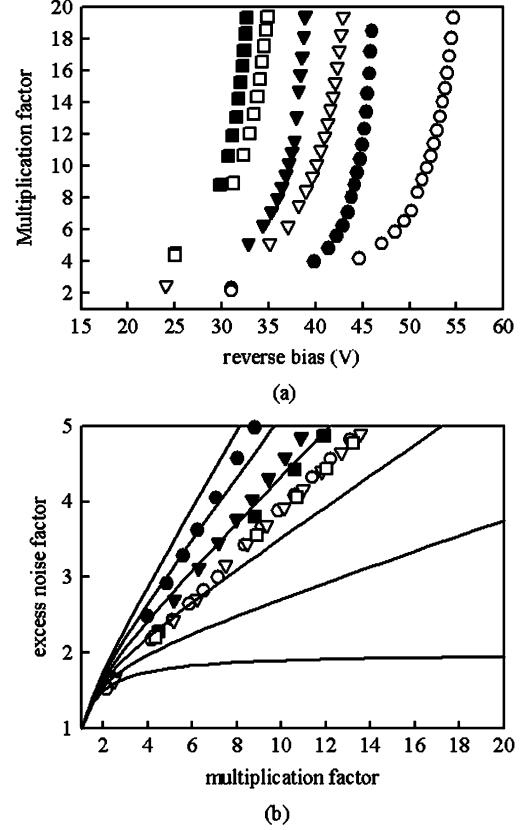 20
18
16
14
12
10
8
6
4
2
Multiplication factor
15 20 25 30 35 40 45 50 55 60
reverse bias (V)
(a)
5
4
3
2
1
excess noise factor
2 4 6 8 10 12 14 16 18 20
multiplication factor
(b)